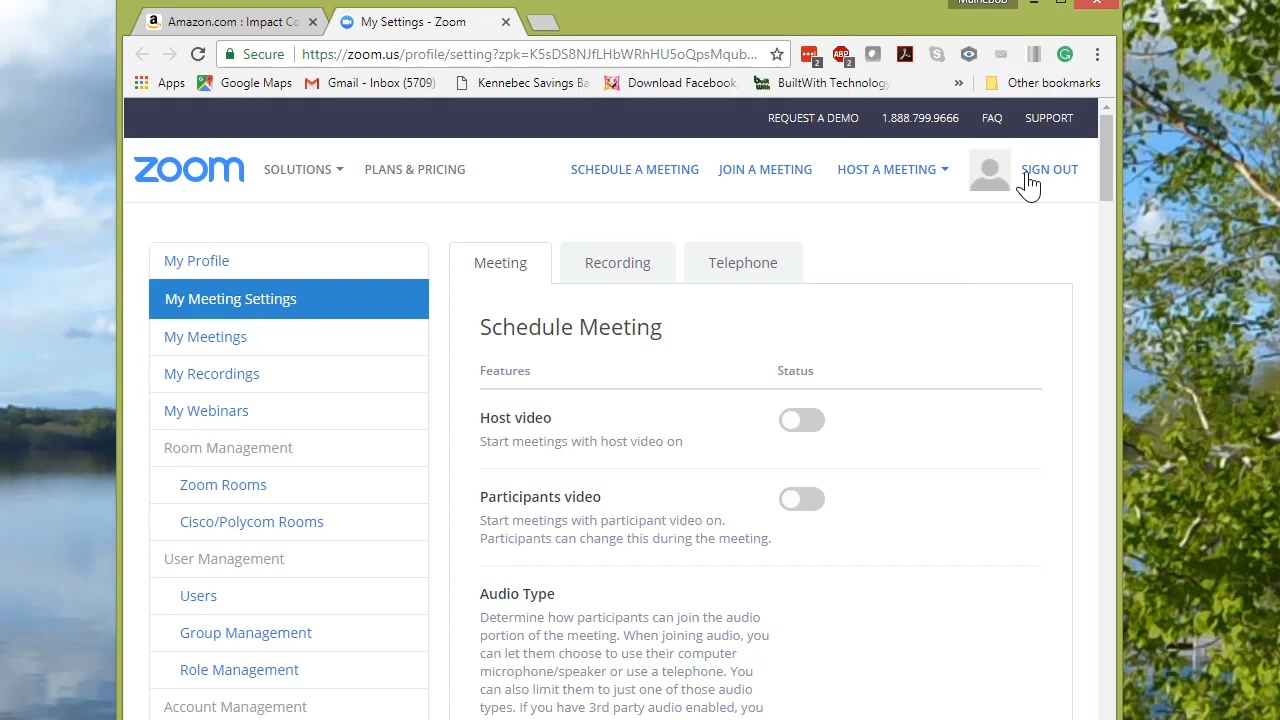 Amazon.com : Impact Co
My Settings - Zoom
Secure
https://zoom.us/profile/setting?zpk=K5sDS8NJfLHbWRhHU5oQpsMqub...
2
ABP
2
Apps
Google Maps
Gmail - Inbox (5709)
Kennebec Savings Ba
Download Facebook
BuiltWith Technology
»
Other bookmarks
REQUEST A DEMO
1.888.799.9666
FAQ
SUPPORT
zoom
SOLUTIONS
PLANS & PRICING
SCHEDULE A MEETING
JOIN A MEETING
HOST A MEETING
SIGN OUT
My Profile
My Meeting Settings
My Meetings
My Recordings
My Webinars
Room Management
Zoom Rooms
Cisco/Polycom Rooms
User Management
Users
Group Management
Role Management
Account Management
Meeting
Recording
Telephone
Schedule Meeting
Features
Status
Host video
Start meetings with host video on
Participants video
Start meetings with participant video on.
Participants can change this during the meeting.
Audio Type
Determine how participants can join the audio
portion of the meeting. When joining audio, you
can let them choose to use their computer
microphone/speaker or use a telephone. You
can also limit them to just one of those audio
types. If you have 3rd party audio enabled, you